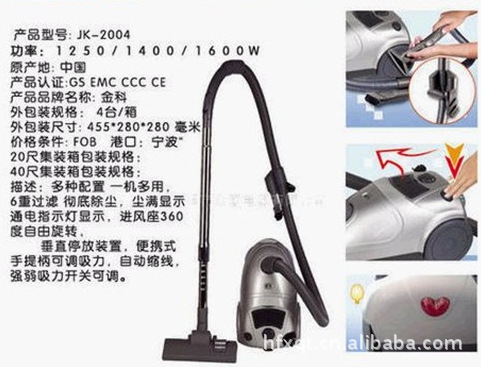 产品型号: JK-2004
功率: 1250/1400/1600W
原产地: 中国
产品认证:GS EMC CCC CE
产品品牌名称: 金科
外包装规格: 4台/箱
外包装尺寸: 455*280*280 毫米
价格条件: FOB 港口: 宁波"
20尺集装箱包装规格:
40尺集装箱包装规格:
描述: 多种配置 一机多用,
6重过滤 彻底除尘, 尘满显示
通电指示灯显示, 进风座360
度自由旋转,
垂直停放装置, 便携式
手提柄可调吸力, 自动缩线,
强弱吸力开关可调.
hfxqt.cn.alibaba.com